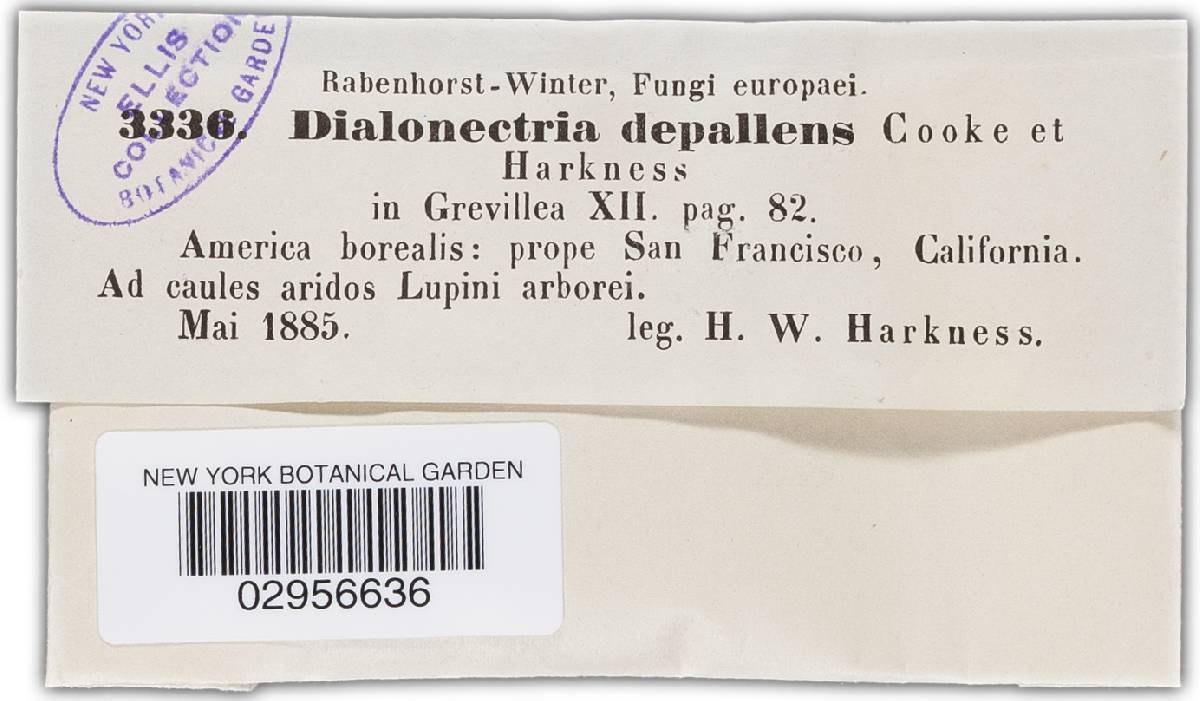 NEW YORK
ELLIS
COLLECTION
BOTANICAL GARDE
Rabenhorst-Winter, Fungi europaei.
3336. Dialonectria depallens Cooke et
Harkness
in Grevillea XII. pag. 82.
America borealis: prope San Francisco, California.
Ad caules aridos Lupini arborei.
Mai 1885. leg. H. W. Harkness.
NEW YORK BOTANICAL GARDEN
02956636